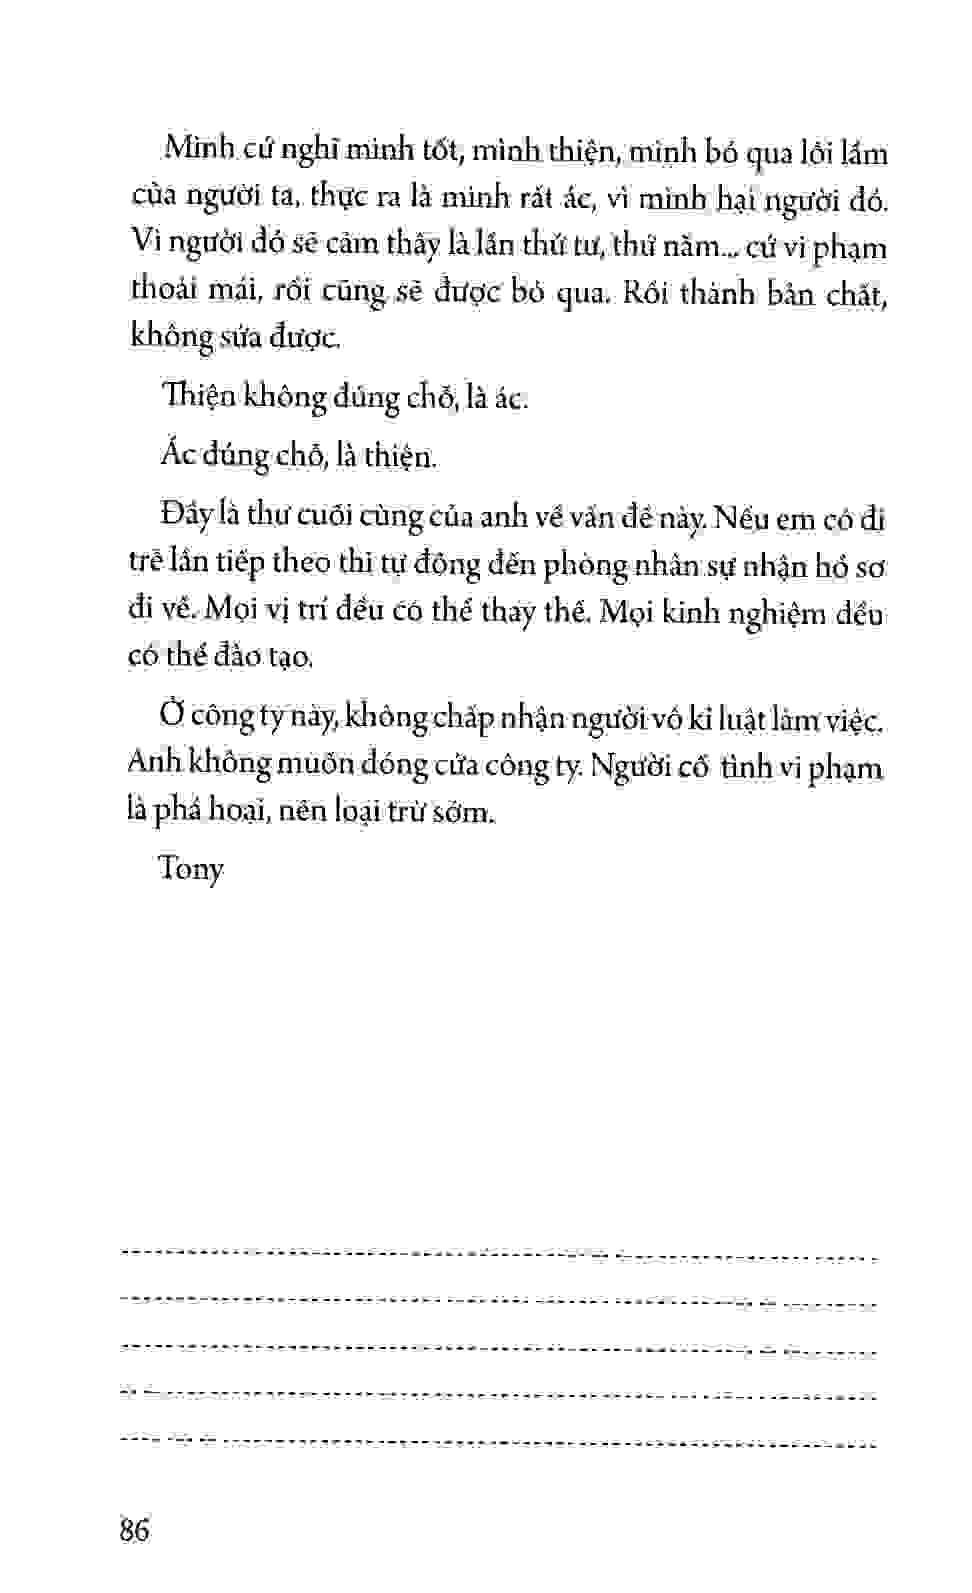 Mình cứ nghĩ mình tốt, mình thiện, mình bỏ qua lỗi lầm
của người ta, thực ra là mình rất ác, vì mình hại người đó.
Vì người đó sẽ cảm thấy là lần thứ tư, thứ năm... cứ vi phạm
thoải mái, rồi cũng sẽ được bỏ qua. Rồi thành bản chất,
không sửa được.
Thiện không đúng chỗ, là ác.
Ác đúng chỗ, là thiện.
Đây là thư cuối cùng của anh về vấn đề này. Nếu em có đi
trễ lần tiếp theo thì tự động đến phòng nhân sự nhận hồ sơ
đi về. Mọi vị trí đều có thể thay thế. Mọi kinh nghiệm đều
có thể đào tạo.
Ở công ty này, không chấp nhận người vô kỉ luật làm việc.
Anh không muốn đóng cửa công ty. Người cố tình vi phạm
là phá hoại, nên loại trừ sớm.
Tony
86